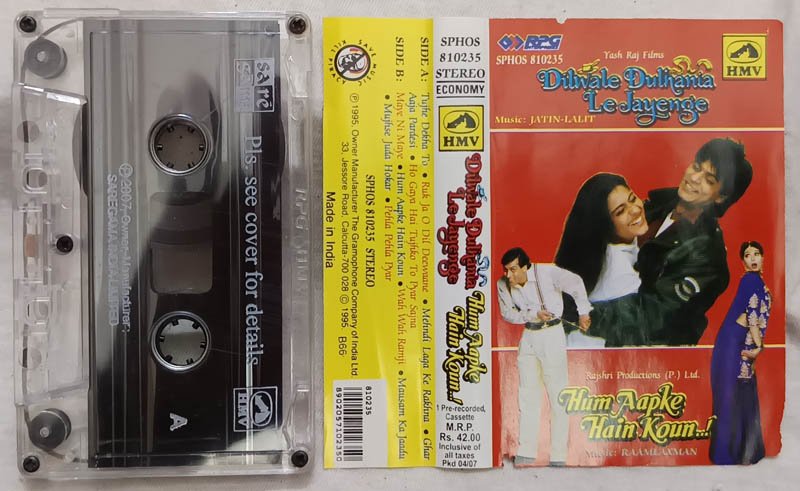 saregama
Pls. see cover for details
HMV
A
℗2007 Owner-Manufacturer:
SAREGAMA INDIA LIMITED
SAVE MUSIC
KILL PIRACY
SIDE A: Tujhe Dekha To • Ruk Ja O Dil Deewane • Mehndi Laga Ke Rakhna • Ghar
Aaja Pardesi • Ho Gaya Hai Tujhko To Pyar Sajna
SIDE B: Maye Ni Maye • Hum Aapke Hain Koun • Wah Wah Ramji • Mausam Ka Jaadu
• Mujhse Juda Hokar • Pehla Pehla Pyar
SPHOS 810235 STEREO
℗ 1995. Owner Manufacturer The Gramophone Company of India Ltd
33, Jessore Road, Calcutta-700 028 © 1995. B66-
Made in India
810235
8902057102350
SPHOS
810235
STEREO
ECONOMY
HMV
Dilwale Dulhania
Le Jayenge
Hum Aapke
Hain Koun..!
1 Pre-recorded,
Cassette
M.R.P.
Rs. 42.00
Inclusive of
all taxes
Pkd 04/07
RPG
SPHOS 810235
Yash Raj Films
HMV
Dilwale Dulhania
Le Jayenge
Music: JATIN-LALIT
Rajshri Productions (P.) Ltd.
Hum Aapke
Hain Koun..!
Music: RAAMLAXMAN